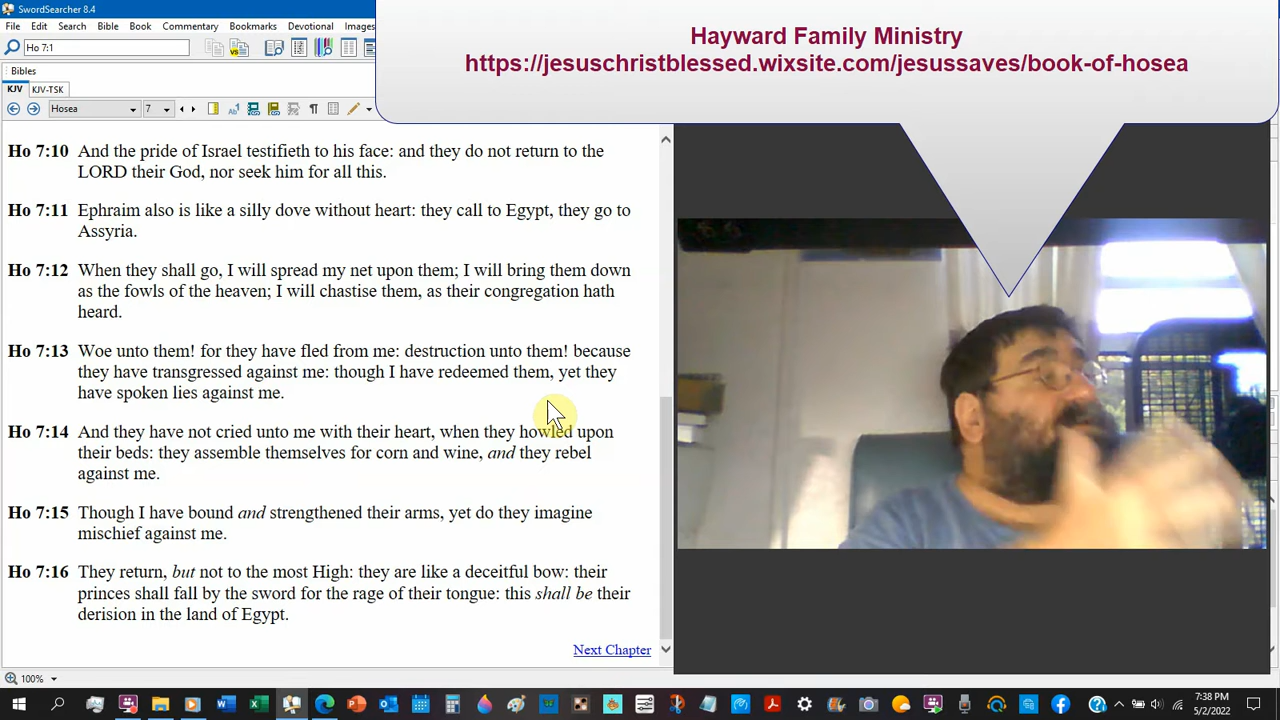 SwordSearcher 8.4
File Edit Search Bible Book Commentary Bookmarks Devotional Images
Hayward Family Ministry
https://jesuschristblessed.wixsite.com/jesussaves/book-of-hosea
Ho 7:1
Bibles
KJV KJV-TSK
Hosea 7
Ho 7:10 And the pride of Israel testifieth to his face: and they do not return to the
LORD their God, nor seek him for all this.
Ho 7:11 Ephraim also is like a silly dove without heart: they call to Egypt, they go to
Assyria.
Ho 7:12 When they shall go, I will spread my net upon them; I will bring them down
as the fowls of the heaven; I will chastise them, as their congregation hath
heard.
Ho 7:13 Woe unto them! for they have fled from me: destruction unto them! because
they have transgressed against me: though I have redeemed them, yet they
have spoken lies against me.
Ho 7:14 And they have not cried unto me with their heart, when they howled upon
their beds: they assemble themselves for corn and wine, and they rebel
against me.
Ho 7:15 Though I have bound and strengthened their arms, yet do they imagine
mischief against me.
Ho 7:16 They return, but not to the most High: they are like a deceitful bow: their
princes shall fall by the sword for the rage of their tongue: this shall be their
derision in the land of Egypt.
Next Chapter
100%
7:38 PM
5/2/2022